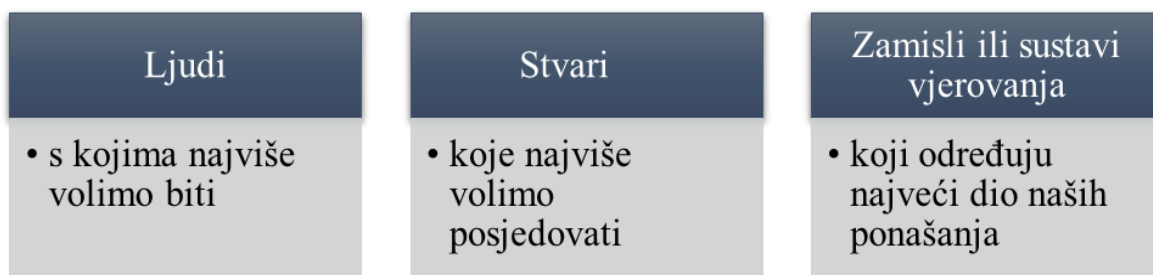 Ljudi
• s kojima najviše
volimo biti
Stvari
• koje najviše
volimo
posjedovati
Zamisli ili sustavi
vjerovanja
• koji određuju
najveći dio naših
ponašanja